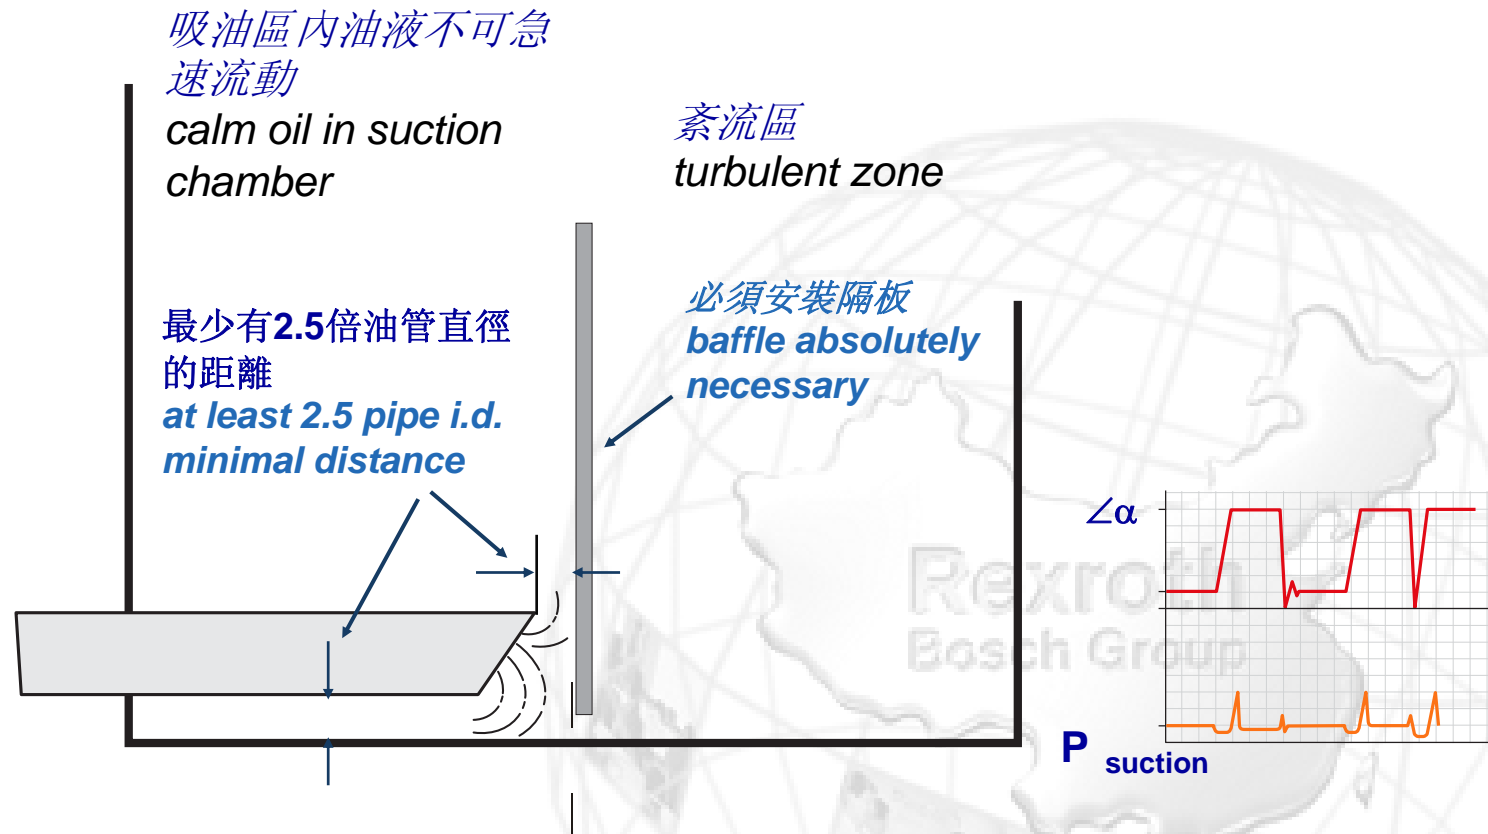 吸油區內油液不可急
速流動
calm oil in suction
chamber
紊流區
turbulent zone
必須安裝隔板
baffle absolutely
necessary
最少有2.5倍油管直徑
的距離
at least 2.5 pipe i.d.
minimal distance
∠α
Rexroth
Bosch Group
P suction